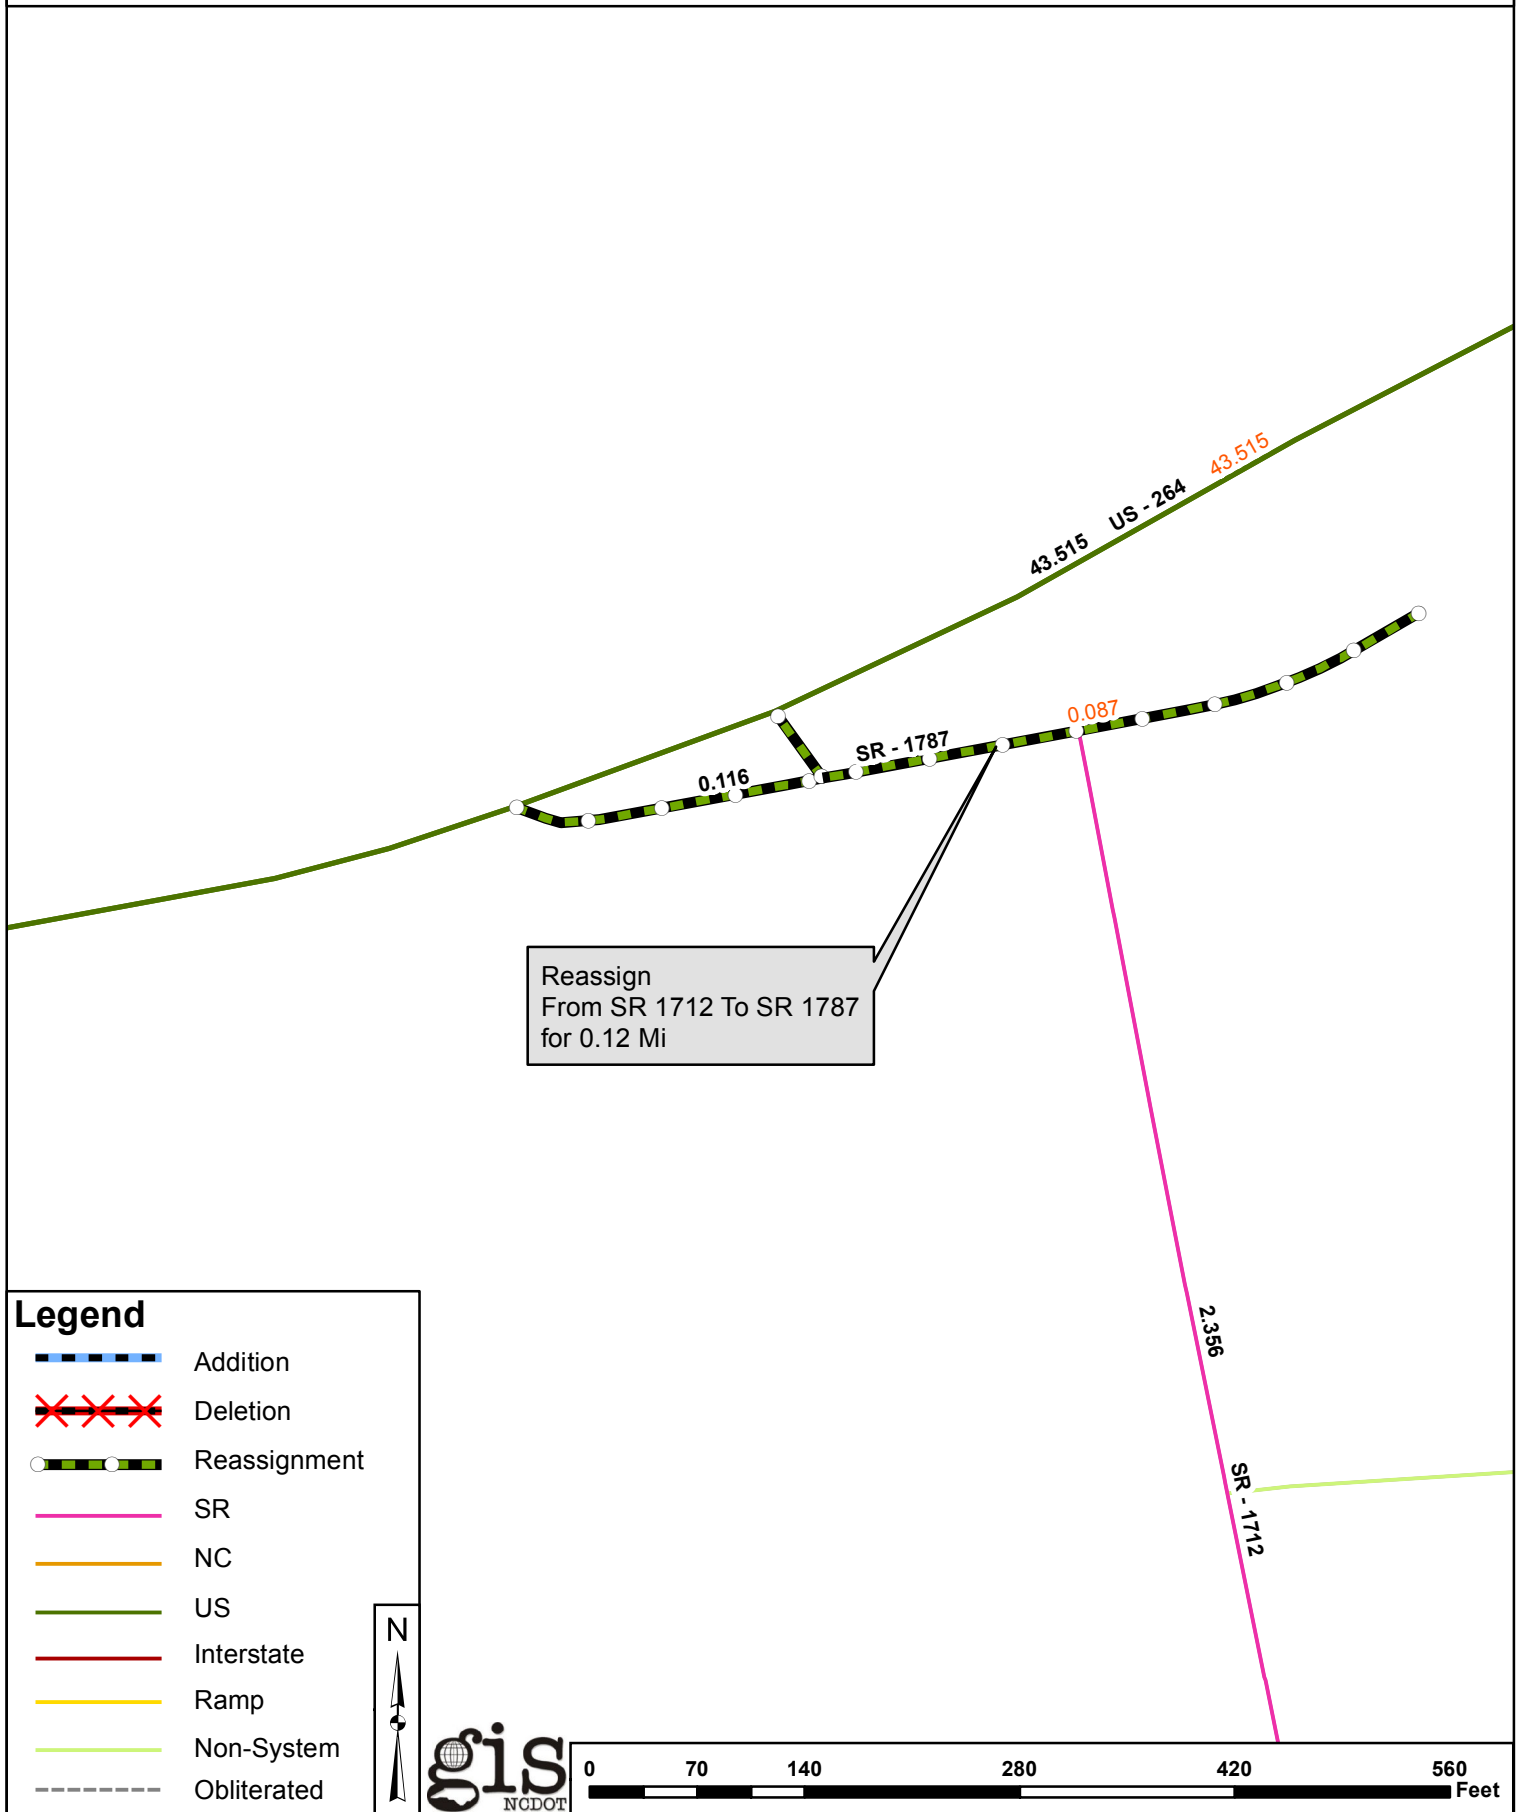 43.515
US - 264
43.515
0.087
SR - 1787
0.116
Reassign
From SR 1712 To SR 1787
for 0.12 Mi
2.356
SR - 1712
Legend
Addition
Deletion
Reassignment
SR
NC
US
Interstate
Ramp
Non-System
Obliterated
N
gis
NCDOT
0 70 140 280 420 560
Feet